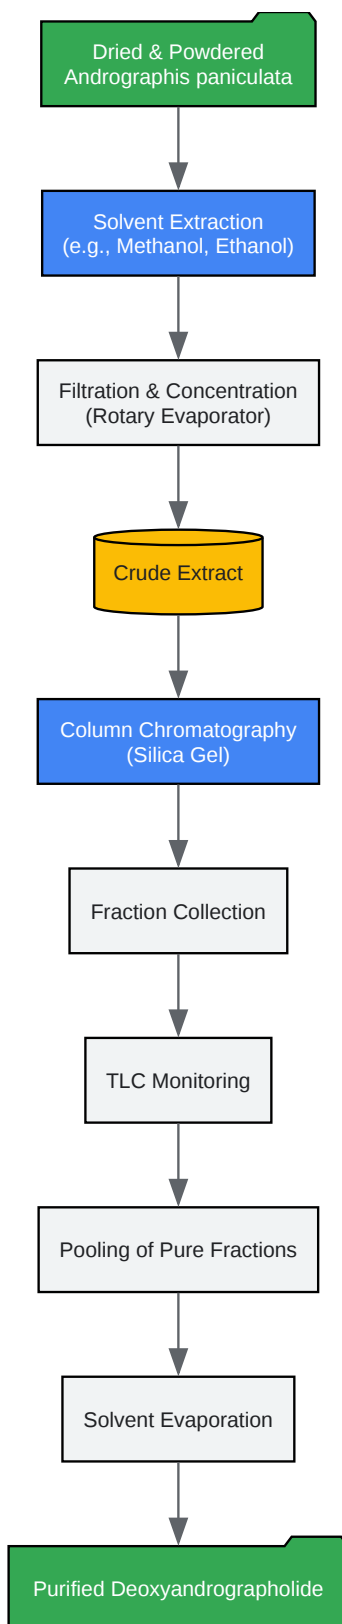 Dried & Powdered
Andrographis paniculata
Solvent Extraction
(e.g., Methanol, Ethanol)
Filtration & Concentration
(Rotary Evaporator)
Crude Extract
Column Chromatography
(Silica Gel)
Fraction Collection
TLC Monitoring
Pooling of Pure Fractions
Solvent Evaporation
Purified Deoxyandrographolide